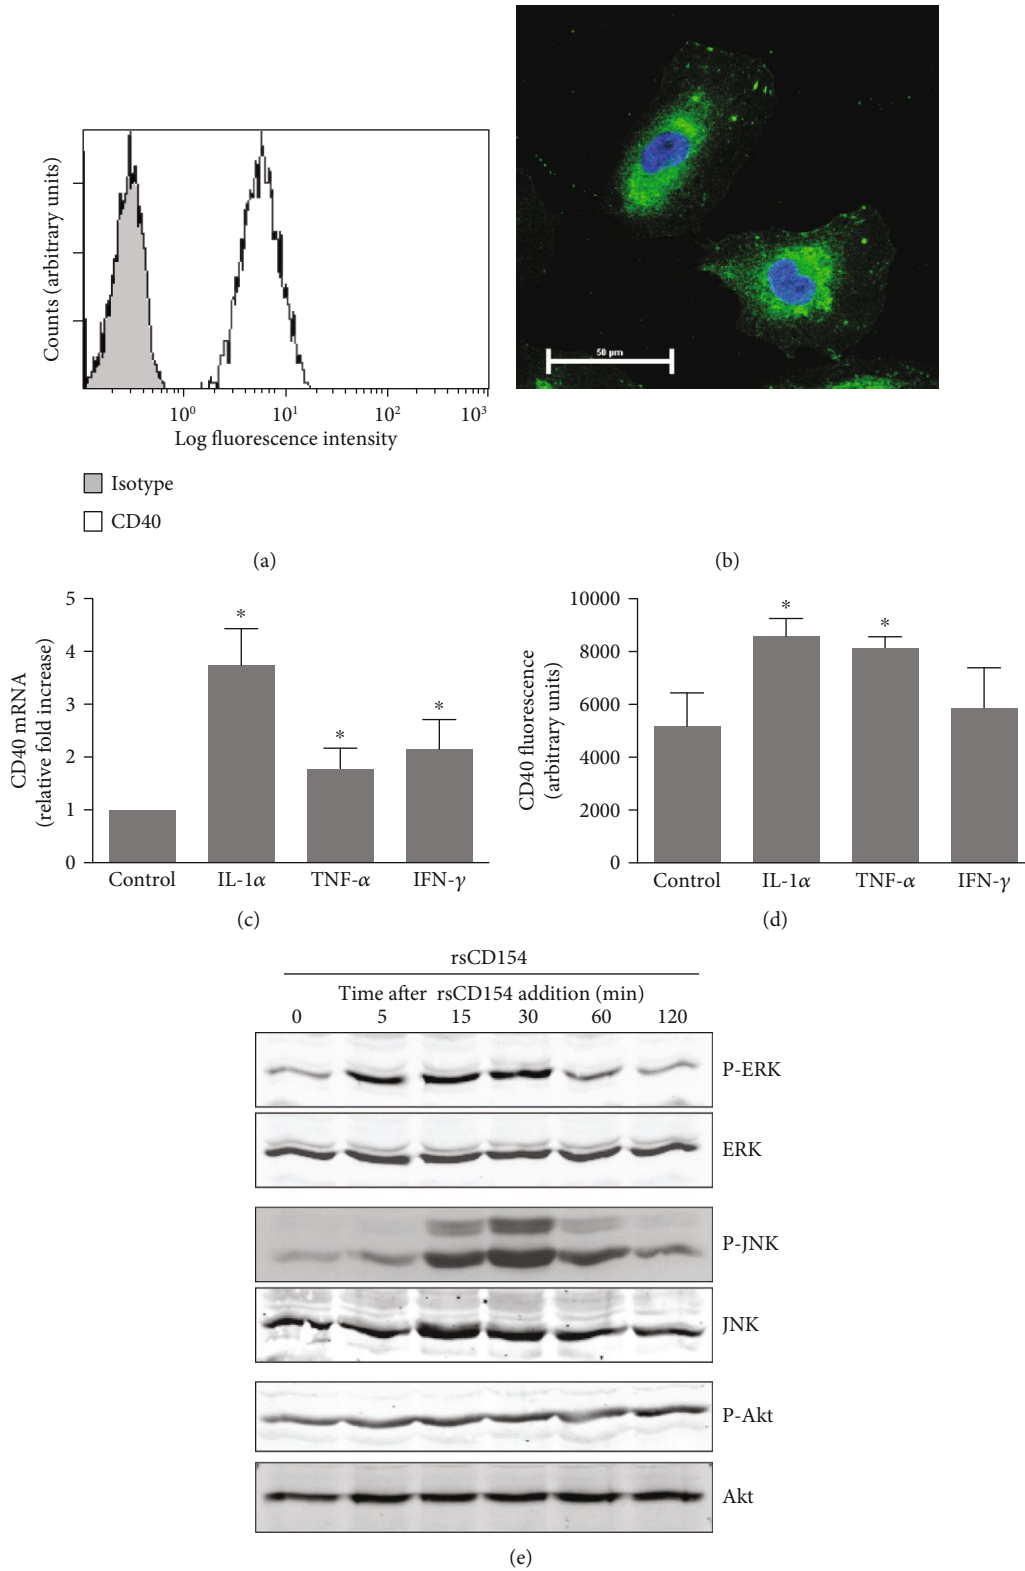 Counts (arbitrary units)
10⁰ 10¹ 10² 10³
Log fluorescence intensity
Isotype
CD40
(a)
50 μm
(b)
CD40 mRNA
(relative fold increase)
5
4
3
2
1
0
*
*
*
Control IL-1α TNF-α IFN-γ
(c)
CD40 fluorescence
(arbitrary units)
10000
8000
6000
4000
2000
0
*
*
Control IL-1α TNF-α IFN-γ
(d)
rsCD154
Time after rsCD154 addition (min)
0 5 15 30 60 120
P-ERK
ERK
P-JNK
JNK
P-Akt
Akt
(e)